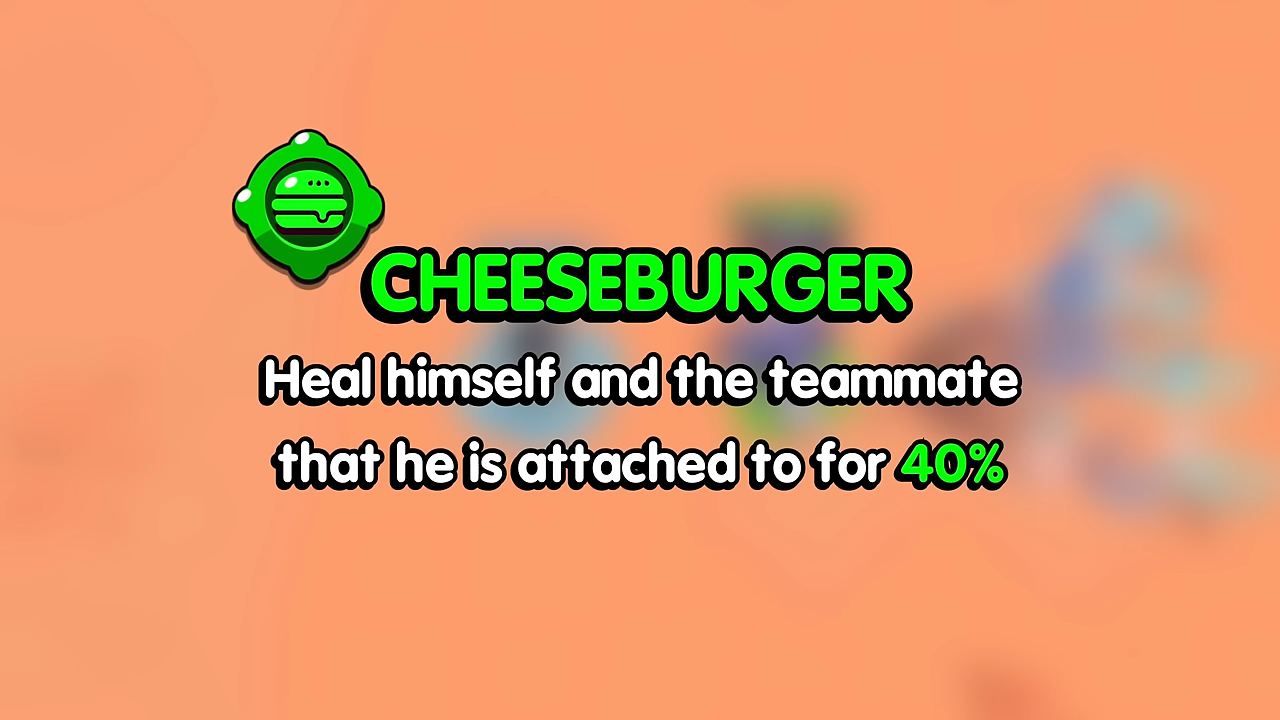 CHEESEBURGER
Heal himself and the teammate
that he is attached to for 40%